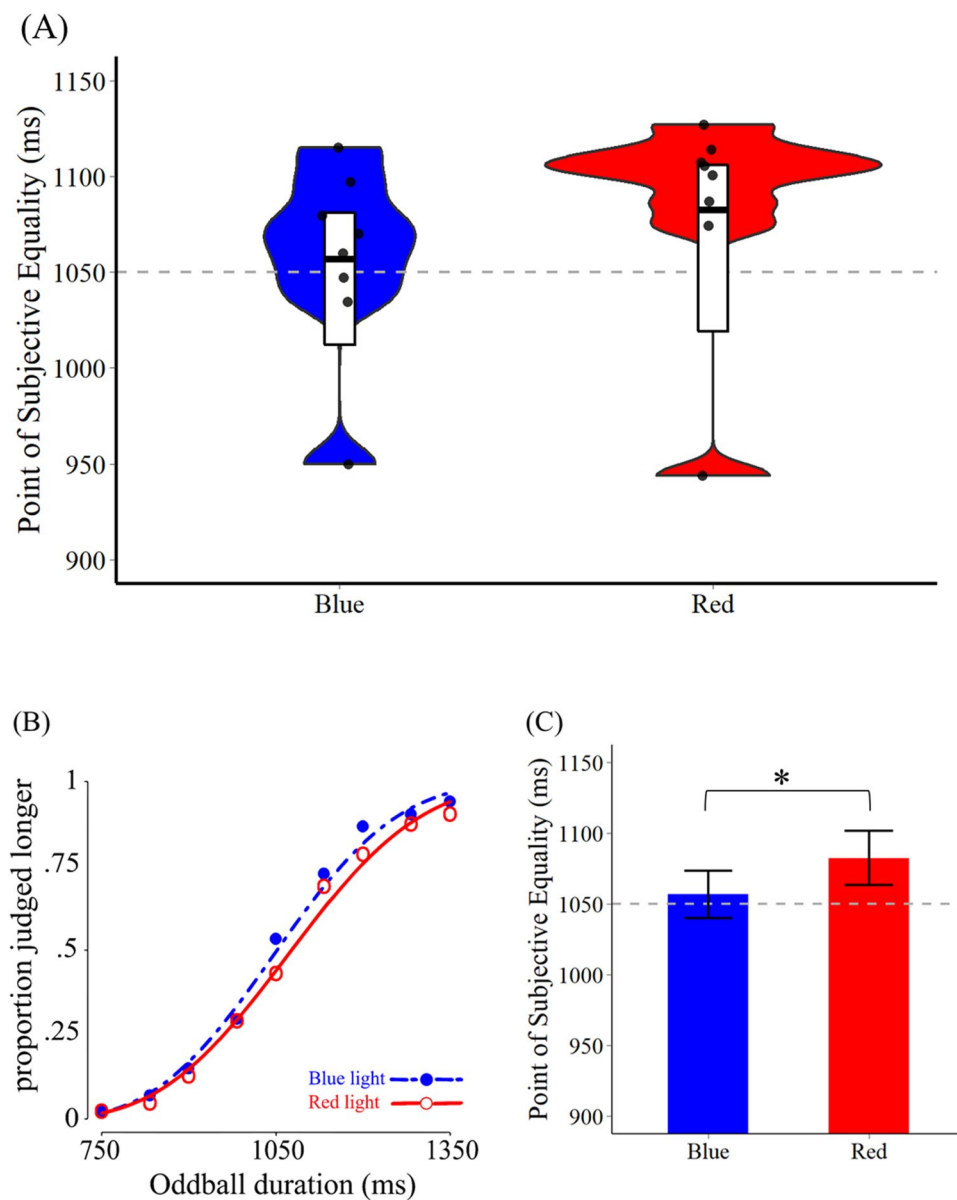 (A)
Point of Subjective Equality (ms)
1150
1100
1050
1000
950
900
Blue
Red
(B)
proportion judged longer
1
.75
.5
.25
0
Blue light
Red light
750
1050
1350
Oddball duration (ms)
(C)
Point of Subjective Equality (ms)
1150
1100
1050
1000
950
900
*
Blue
Red